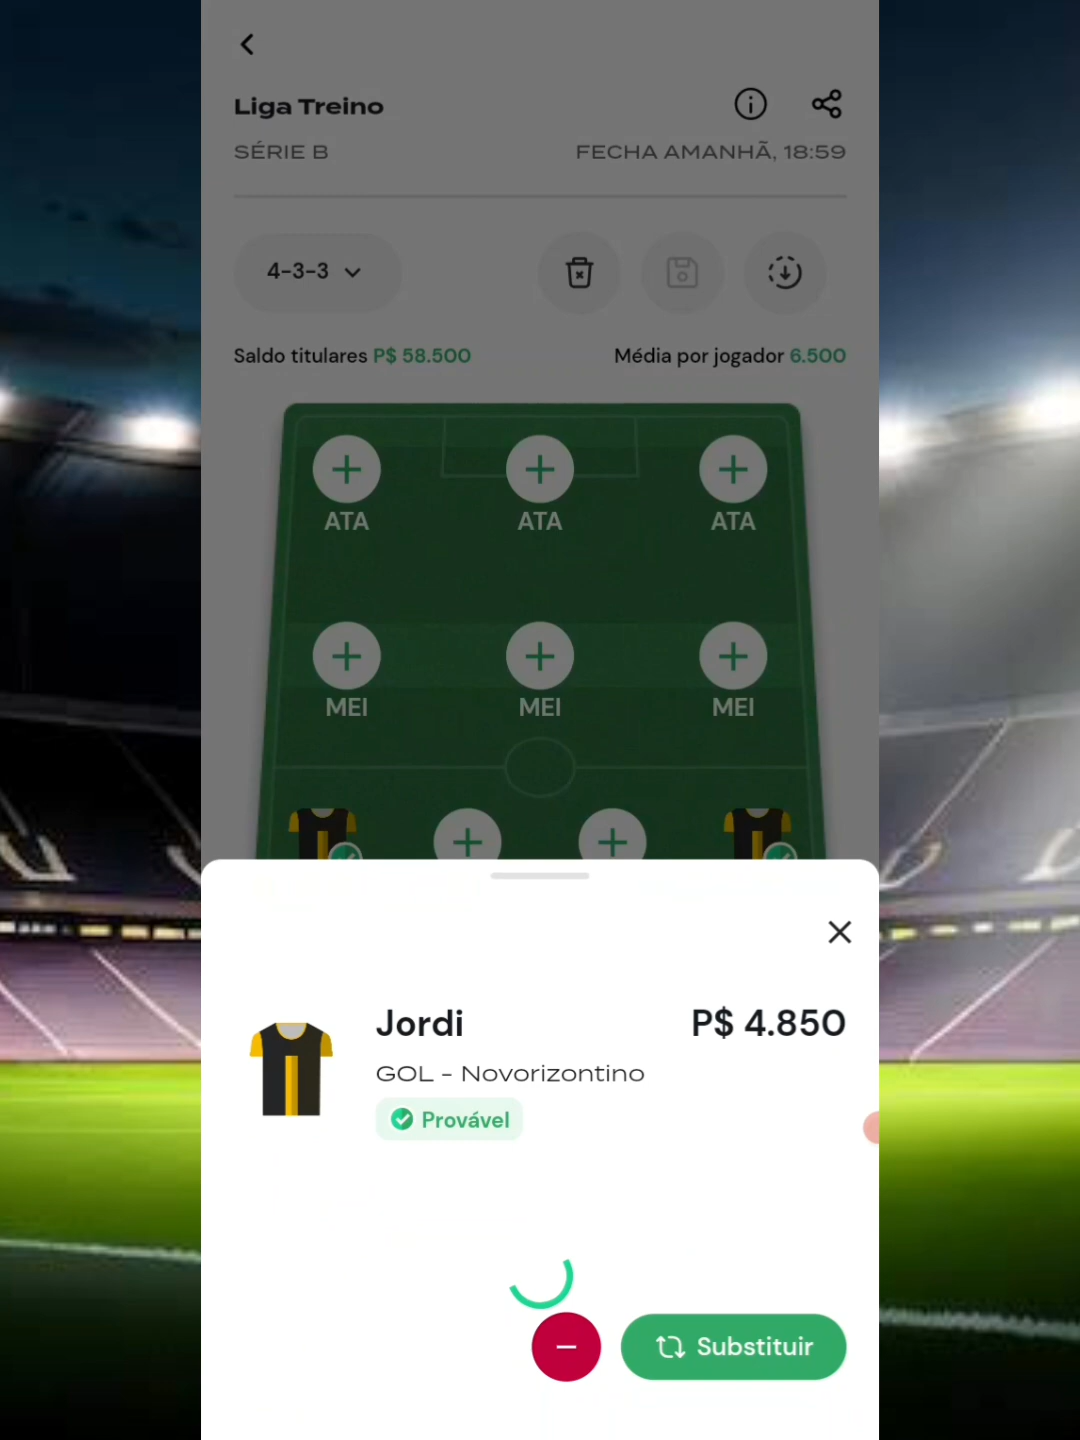 Liga Treino
SÉRIE B
FECHA AMANHÃ, 18:59
4-3-3
Saldo titulares P$ 58.500
Média por jogador 6.500
ATA ATA ATA
MEI MEI MEI
Jordi
P$ 4.850
GOL - Novorizontino
Provável
Substituir